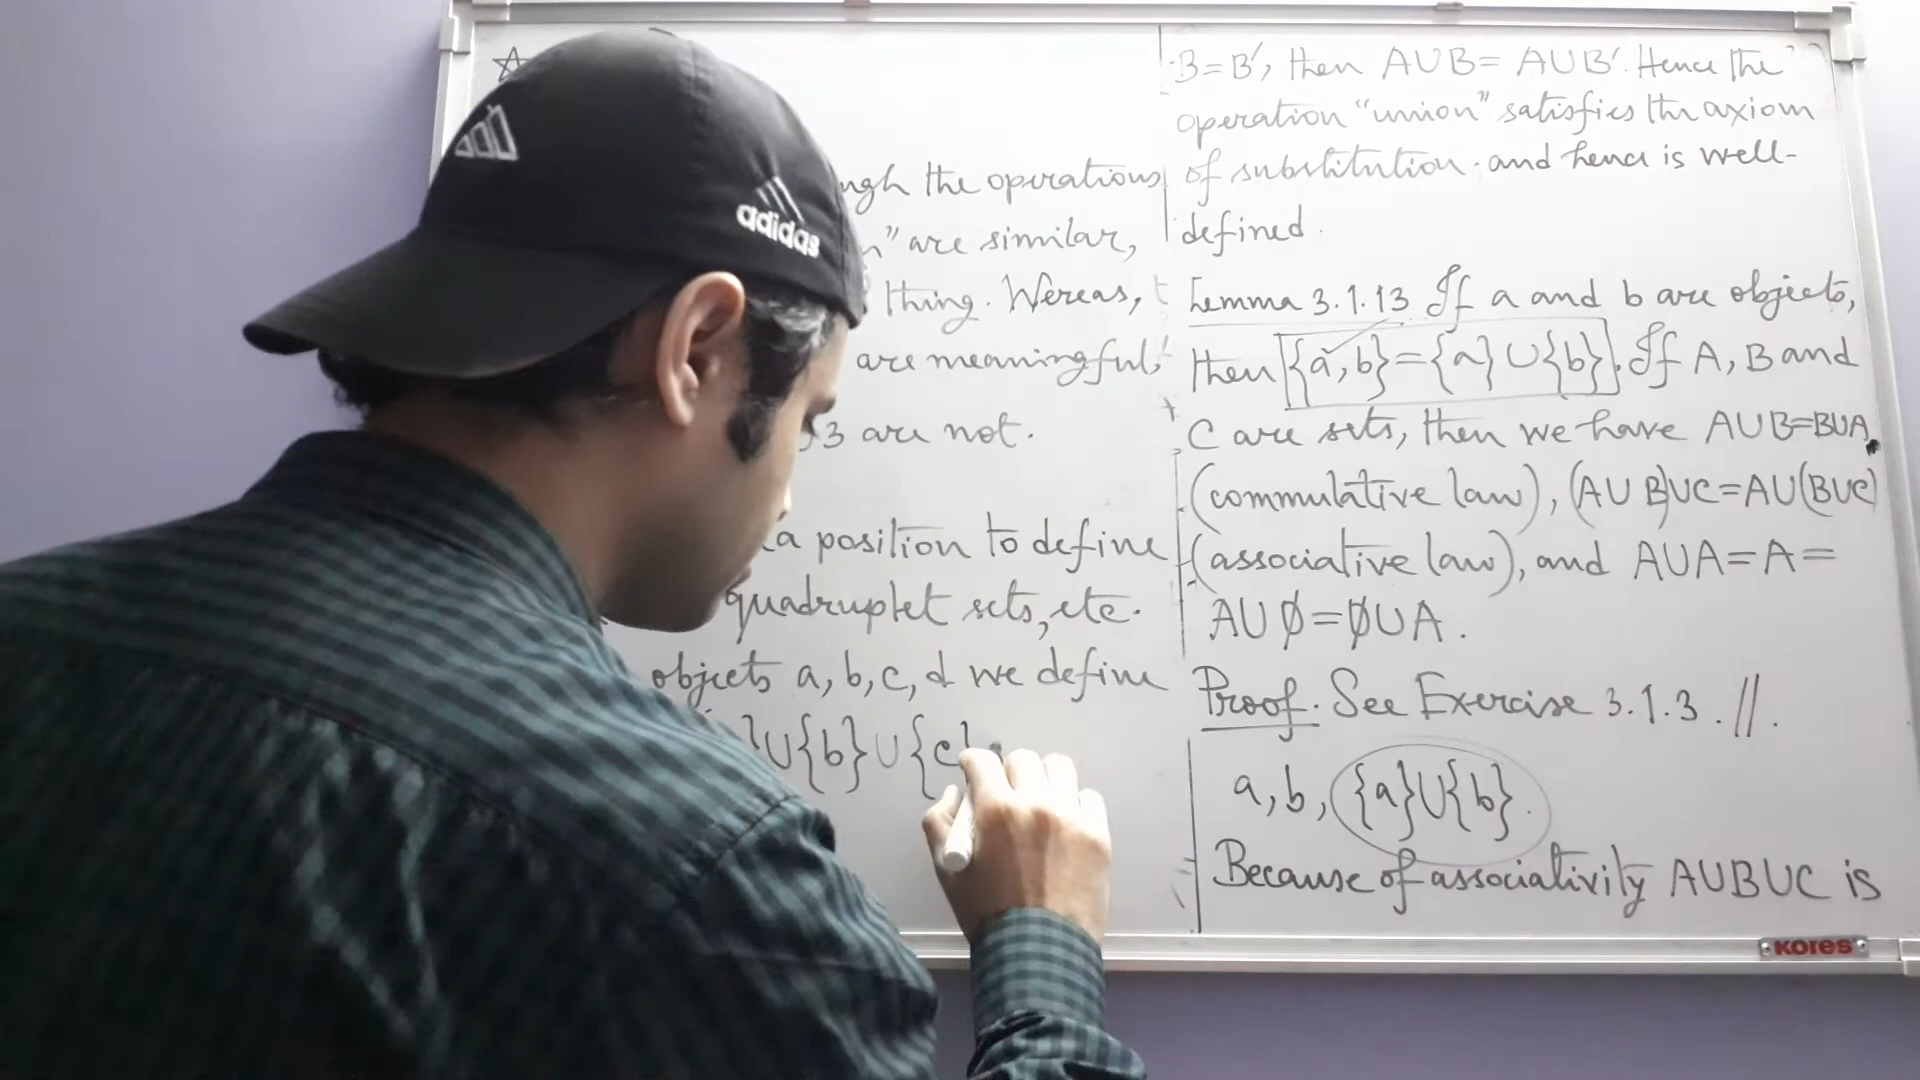 adidas
the operations
" are similar,
thing. Wereas,
are meaningful,
3 are not.
a position to define
quadruplet sets, etc.
objects a, b, c, d we define
}∪{b}∪{c}
B=B', then A∪B= A∪B'. Hence the
operation "union" satisfies the axiom
of substitution. and hence is well-
defined.
Lemma 3.1.13 If a and b are objects,
then {a, b}={a}∪{b}. If A, B and
C are sets, then we have A∪B=B∪A,
(commutative law), (A∪B)∪C=A∪(B∪C)
(associative law), and A∪A=A=
A∪∅=∅∪A.
Proof. See Exercise 3.1.3. //.
a, b, {a}∪{b}.
Because of associativity A∪B∪C is
KORES